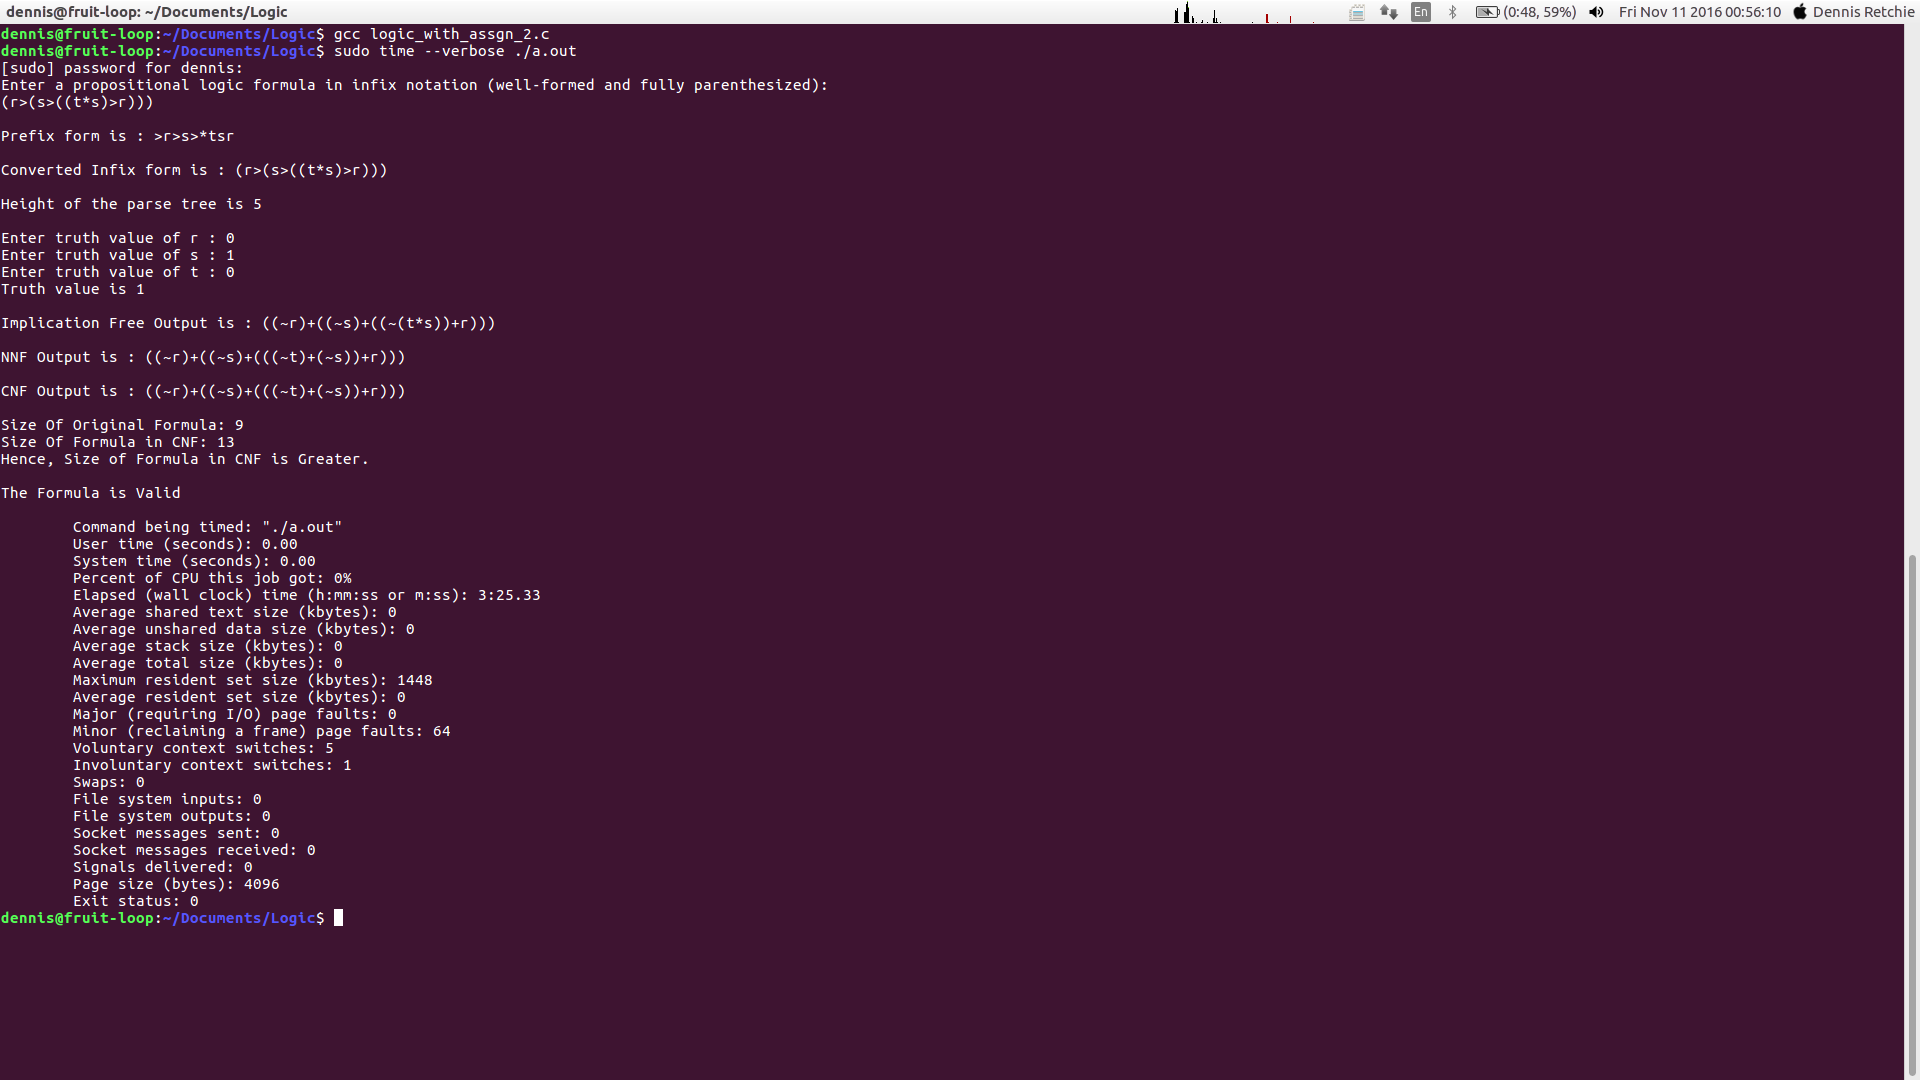 dennis@fruit-loop: ~/Documents/Logic En (0:48, 59%) Fri Nov 11 2016 00:56:10 Dennis Retchie
dennis@fruit-loop:~/Documents/Logic$ gcc logic_with_assgn_2.c
dennis@fruit-loop:~/Documents/Logic$ sudo time --verbose ./a.out
[sudo] password for dennis:
Enter a propositional logic formula in infix notation (well-formed and fully parenthesized):
(r>(s>((t*s)>r)))

Prefix form is : >r>s>*tsr

Converted Infix form is : (r>(s>((t*s)>r)))

Height of the parse tree is 5

Enter truth value of r : 0
Enter truth value of s : 1
Enter truth value of t : 0
Truth value is 1

Implication Free Output is : ((~r)+((~s)+((~(t*s))+r)))

NNF Output is : ((~r)+((~s)+(((~t)+(~s))+r)))

CNF Output is : ((~r)+((~s)+(((~t)+(~s))+r)))

Size Of Original Formula: 9
Size Of Formula in CNF: 13
Hence, Size of Formula in CNF is Greater.

The Formula is Valid

Command being timed: "./a.out"
User time (seconds): 0.00
System time (seconds): 0.00
Percent of CPU this job got: 0%
Elapsed (wall clock) time (h:mm:ss or m:ss): 3:25.33
Average shared text size (kbytes): 0
Average unshared data size (kbytes): 0
Average stack size (kbytes): 0
Average total size (kbytes): 0
Maximum resident set size (kbytes): 1448
Average resident set size (kbytes): 0
Major (requiring I/O) page faults: 0
Minor (reclaiming a frame) page faults: 64
Voluntary context switches: 5
Involuntary context switches: 1
Swaps: 0
File system inputs: 0
File system outputs: 0
Socket messages sent: 0
Socket messages received: 0
Signals delivered: 0
Page size (bytes): 4096
Exit status: 0
dennis@fruit-loop:~/Documents/Logic$